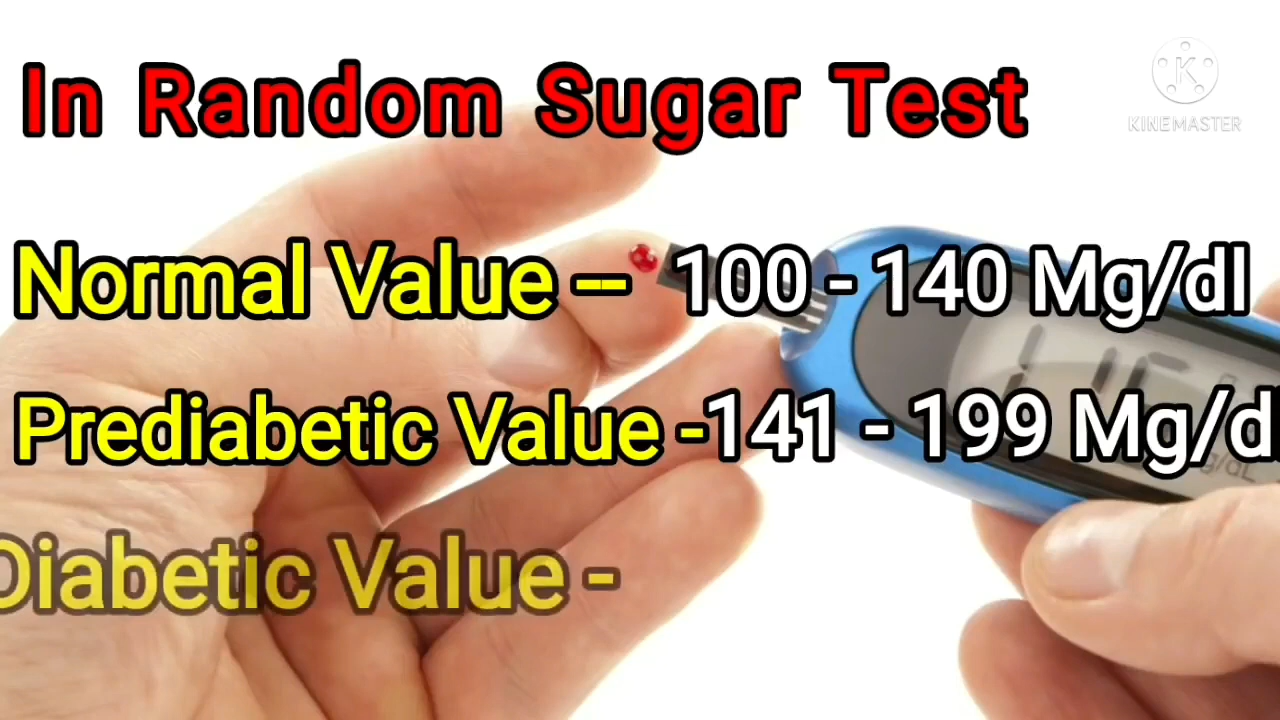 In Random Sugar Test
K
KINEMASTER
Normal Value -- 100 - 140 Mg/dl
Prediabetic Value -141 - 199 Mg/d
Diabetic Value -